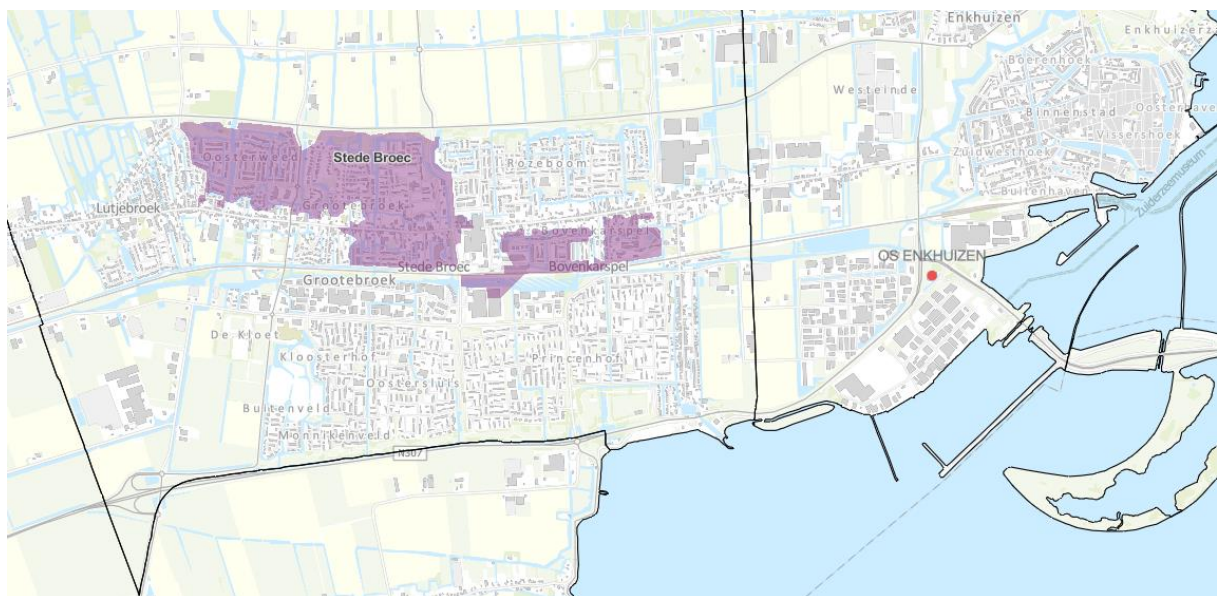 Enkhuizen
Enkhuizerz
Boerenhoek
Westeinde
Binnenstad
Oosterhave
Vissershoek
Oosterweed
Stede Broec
Rozeboom
Zuidwesthoek
Buitenhaven
Zuiderzeemuseum
Lutjebroek
Grootebroek
Bovenkarspel
OS ENKHUIZEN
Stede Broec
Bovenkarspel
Grootebroek
De Kloet
Kloosterhof
Princenhof
Oostersluis
Buitenveld
Monnikenveld
N307